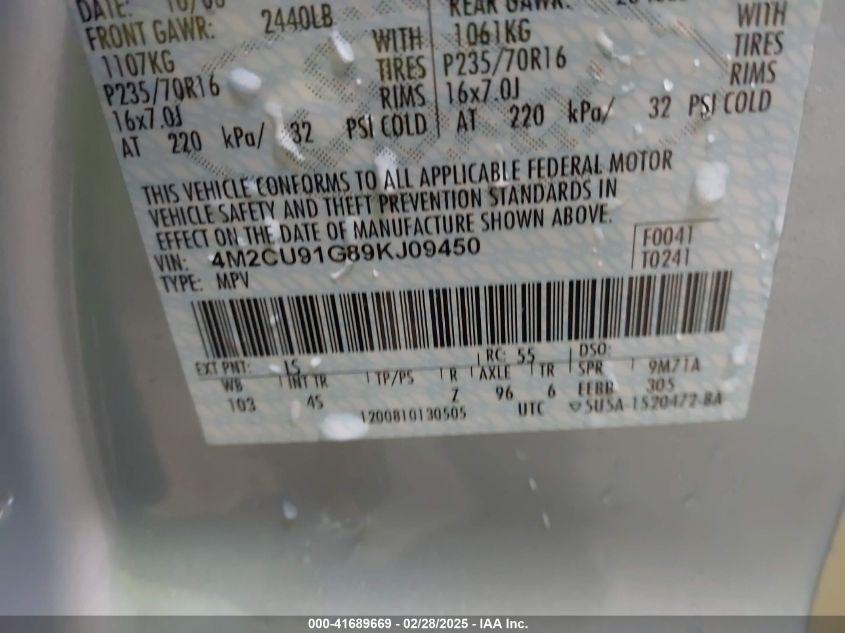 DATE: 10/08
FRONT GAWR: 2440LB
1107KG WITH
P235/70R16 TIRES
16x7.0J RIMS
AT 220 kPa/ 32 PSI COLD
REAR GAWR:
1061KG WITH
P235/70R16 TIRES
16x7.0J RIMS
AT 220 kPa/ 32 PSI COLD
THIS VEHICLE CONFORMS TO ALL APPLICABLE FEDERAL MOTOR
VEHICLE SAFETY AND THEFT PREVENTION STANDARDS IN
EFFECT ON THE DATE OF MANUFACTURE SHOWN ABOVE.
VIN: 4M2CU91G89KJ09450
TYPE: MPV
F0041
T0241
EXT PNT: IS RC: 55 DSO:
WB INT TR TP/PS R AXLE TR SPR 9M71A
103 45 Z 96 6 EEBB 305
1200810130505 UTC 5U5A-1520472-BA
000-41689669 - 02/28/2025 - IAA Inc.